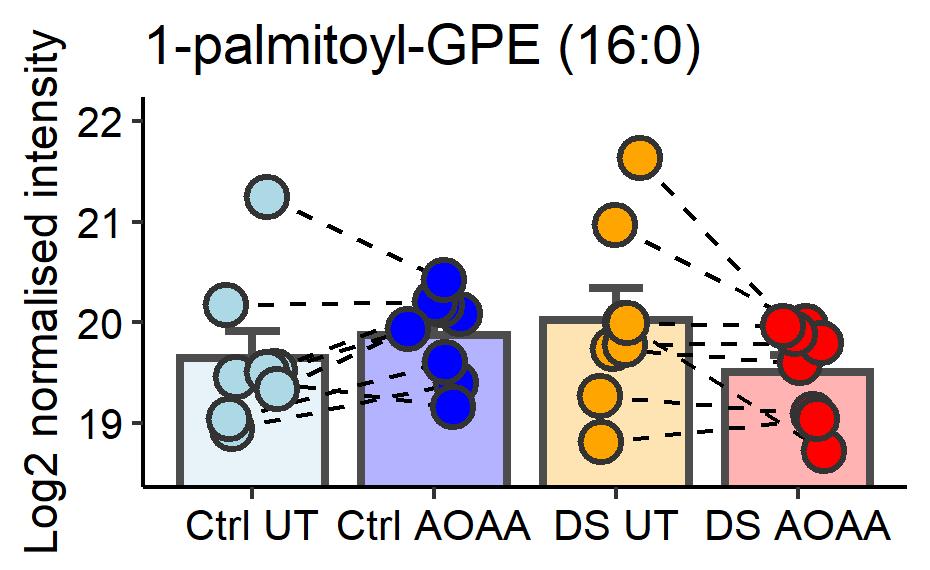 1-palmitoyl-GPE (16:0)
Log2 normalised intensity
22
21
20
19
Ctrl UT
Ctrl AOAA
DS UT
DS AOAA